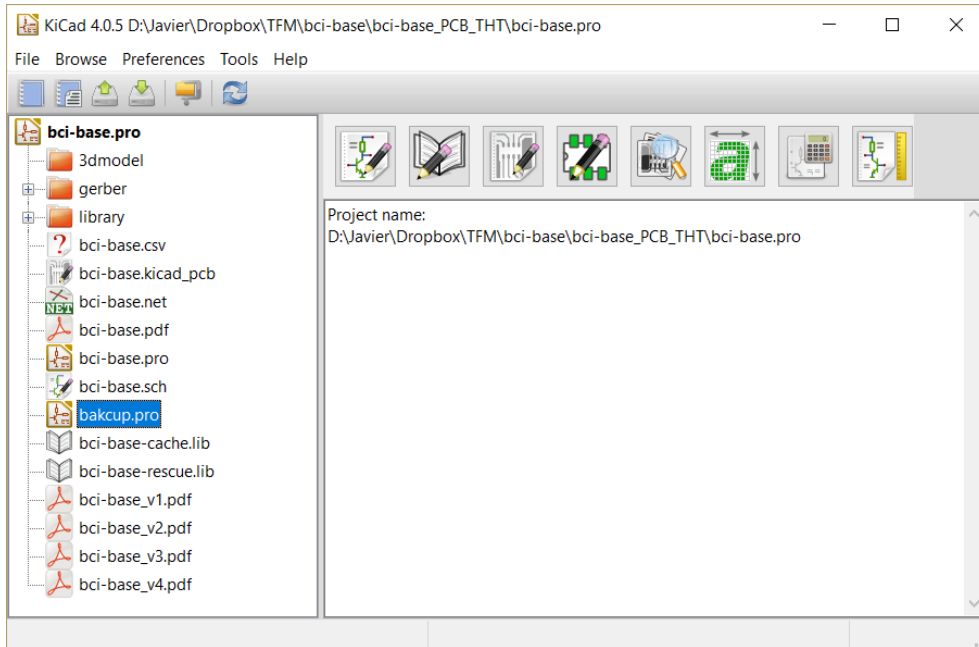 KiCad 4.0.5 D:\Javier\Dropbox\TFM\bci-base\bci-base_PCB_THT\bci-base.pro
File Browse Preferences Tools Help
bci-base.pro
3dmodel
gerber
library
bci-base.csv
bci-base.kicad_pcb
NET bci-base.net
bci-base.pdf
bci-base.pro
bci-base.sch
bakcup.pro
bci-base-cache.lib
bci-base-rescue.lib
bci-base_v1.pdf
bci-base_v2.pdf
bci-base_v3.pdf
bci-base_v4.pdf
a
Project name:
D:\Javier\Dropbox\TFM\bci-base\bci-base_PCB_THT\bci-base.pro